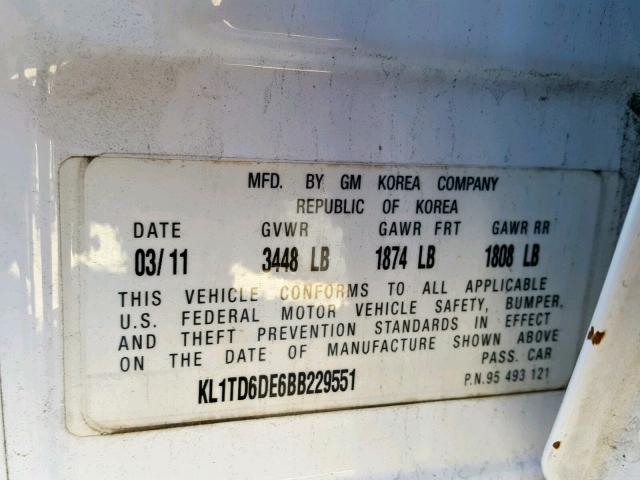 MFD. BY GM KOREA COMPANY
REPUBLIC OF KOREA
DATE GVWR GAWR FRT GAWR RR
03/11 3448 LB 1874 LB 1808 LB
THIS VEHICLE CONFORMS TO ALL APPLICABLE
U.S. FEDERAL MOTOR VEHICLE SAFETY, BUMPER,
AND THEFT PREVENTION STANDARDS IN EFFECT
ON THE DATE OF MANUFACTURE SHOWN ABOVE
PASS. CAR
KL1TD6DE6BB229551 P.N.95 493 121